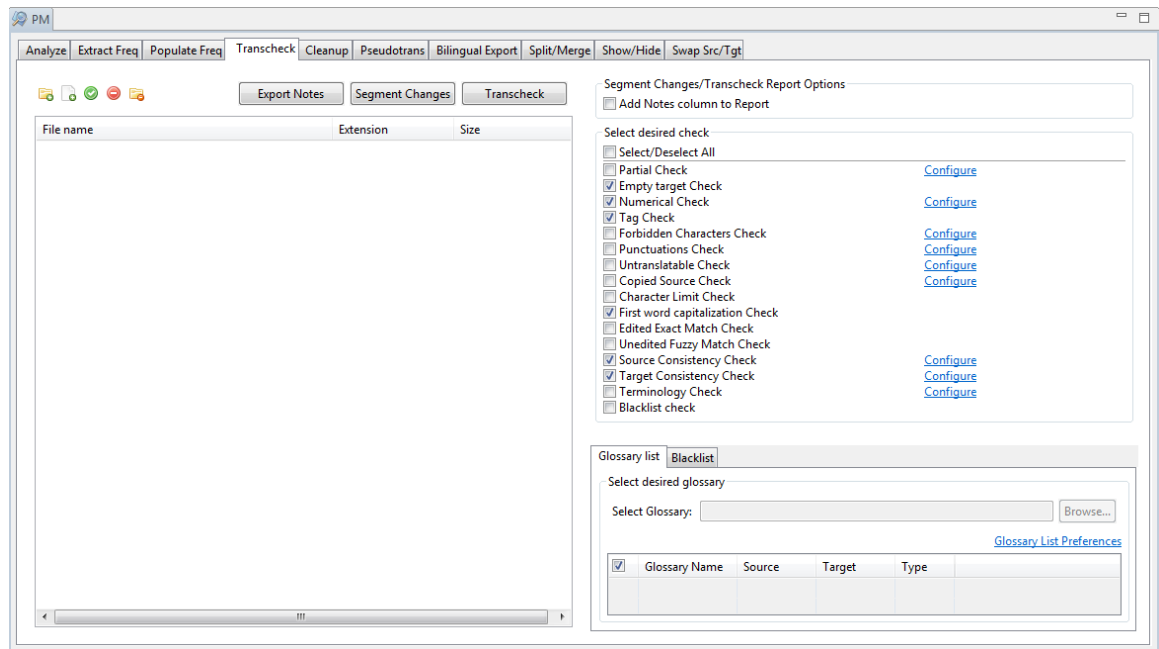 PM
Analyze Extract Freq Populate Freq Transcheck Cleanup Pseudotrans Bilingual Export Split/Merge Show/Hide Swap Src/Tgt
Export Notes Segment Changes Transcheck
File name Extension Size
Segment Changes/Transcheck Report Options
Add Notes column to Report
Select desired check
Select/Deselect All
Partial Check Configure
Empty target Check
Numerical Check Configure
Tag Check
Forbidden Characters Check Configure
Punctuations Check Configure
Untranslatable Check Configure
Copied Source Check Configure
Character Limit Check
First word capitalization Check
Edited Exact Match Check
Unedited Fuzzy Match Check
Source Consistency Check Configure
Target Consistency Check Configure
Terminology Check Configure
Blacklist check
Glossary list Blacklist
Select desired glossary
Select Glossary: Browse...
Glossary List Preferences
Glossary Name Source Target Type